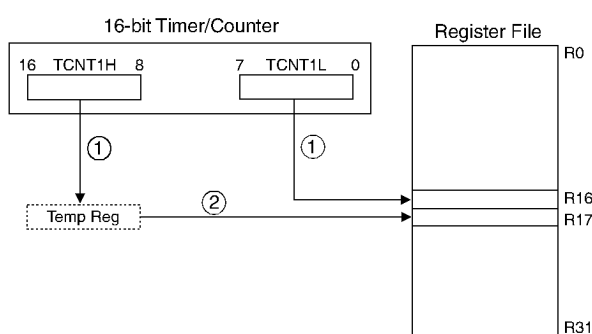 16-bit Timer/Counter
Register File
16 TCNT1H 8
7 TCNT1L 0
R0
1
1
Temp Reg
2
R16
R17
R31